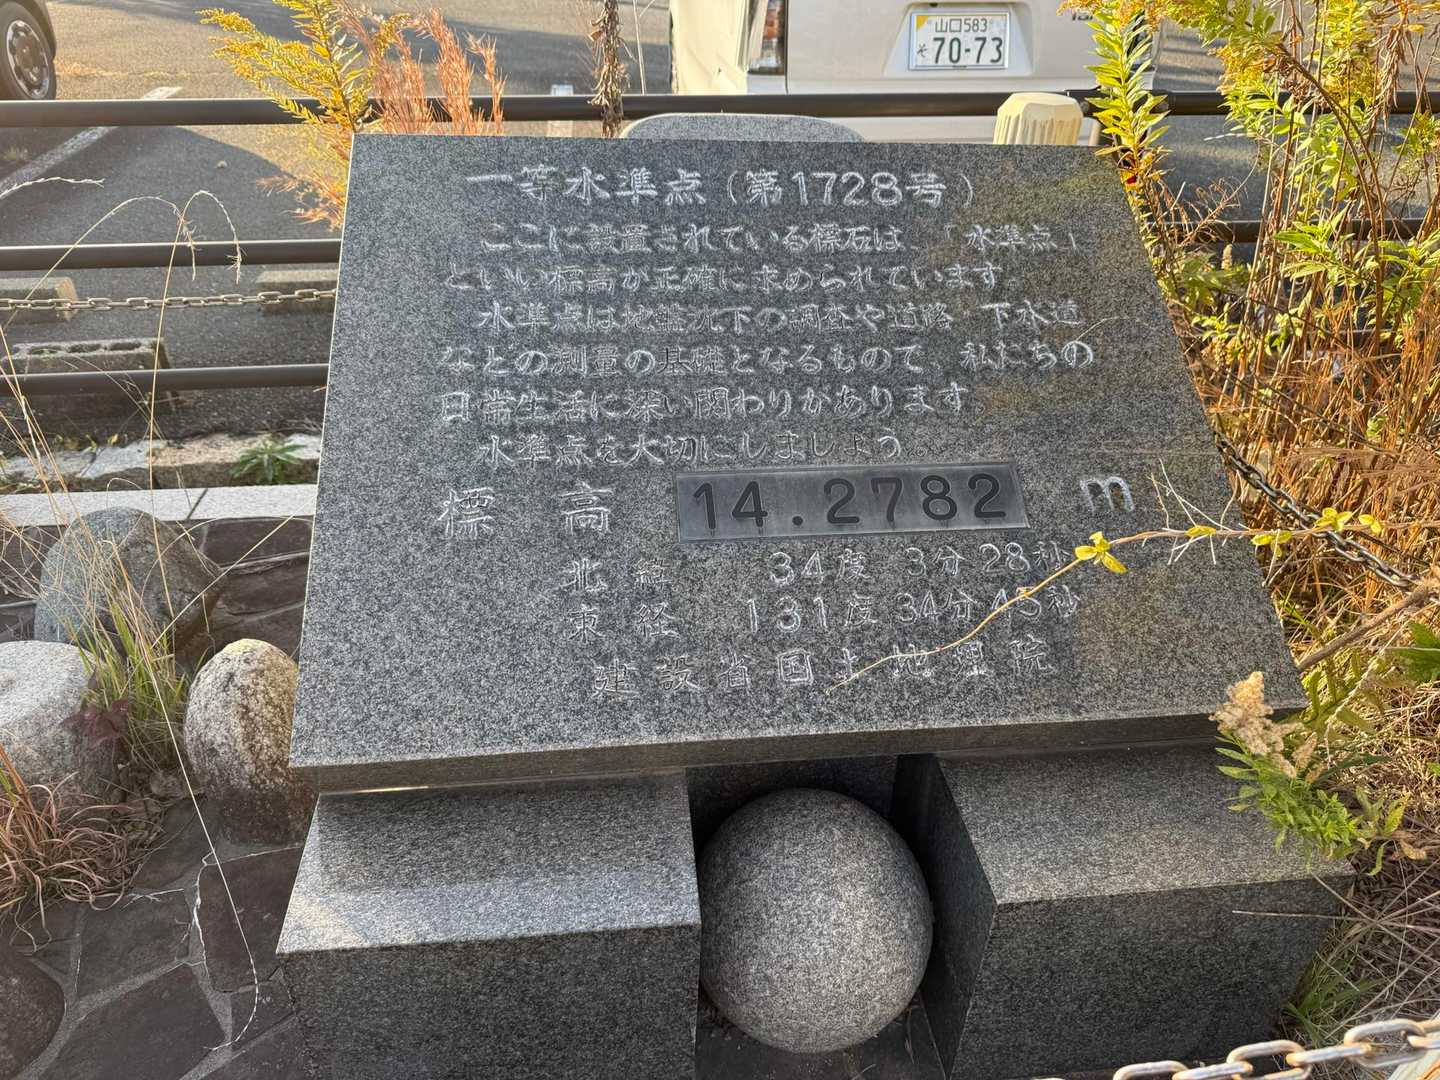 山口583
そ 70-73
一等水準点（第1728号）
ここに設置されている標石は、「水準点」
といい標高が正確に求められています。
水準点は地盤沈下の調査や道路・下水道
などの測量の基礎となるもので、私たちの
日常生活に深い関わりがあります。
水準点を大切にしましょう。
標高 14.2782 m
北緯 34度 3分 28秒
東経 131度 34分 45秒
建設省国土地理院